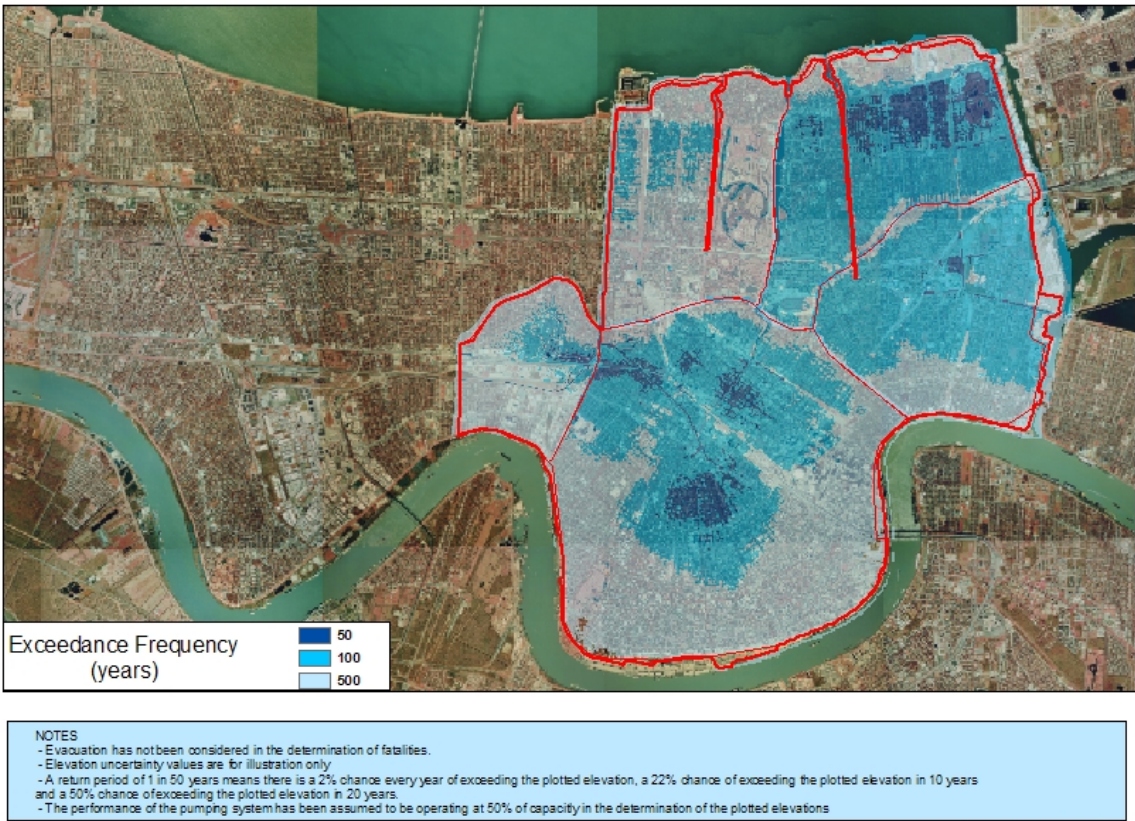 Exceedance Frequency
(years)
50
100
500
NOTES
- Evacuation has not been considered in the determination of fatalities.
- Elevation uncertainty values are for illustration only
- A return period of 1 in 50 years means there is a 2% chance every year of exceeding the plotted elevation, a 22% chance of exceeding the plotted elevation in 10 years
and a 50% chance of exceeding the plotted elevation in 20 years.
- The performance of the pumping system has been assumed to be operating at 50% of capacity in the determination of the plotted elevations